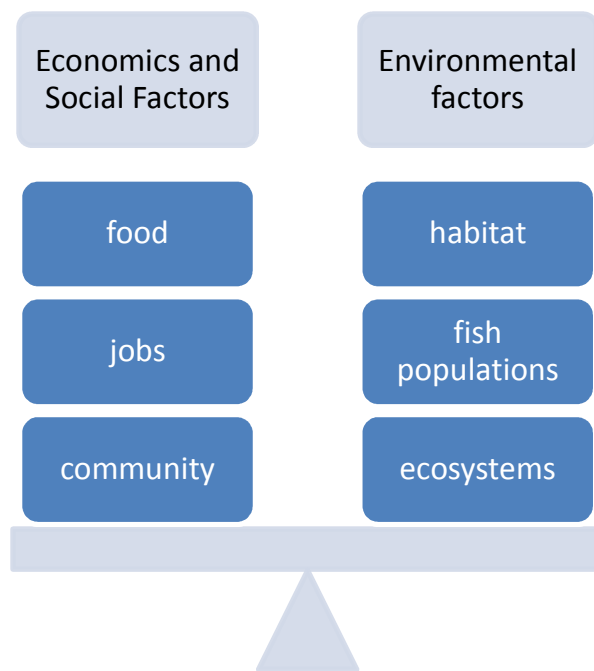 Economics and
Social Factors
food
jobs
community
Environmental
factors
habitat
fish
populations
ecosystems